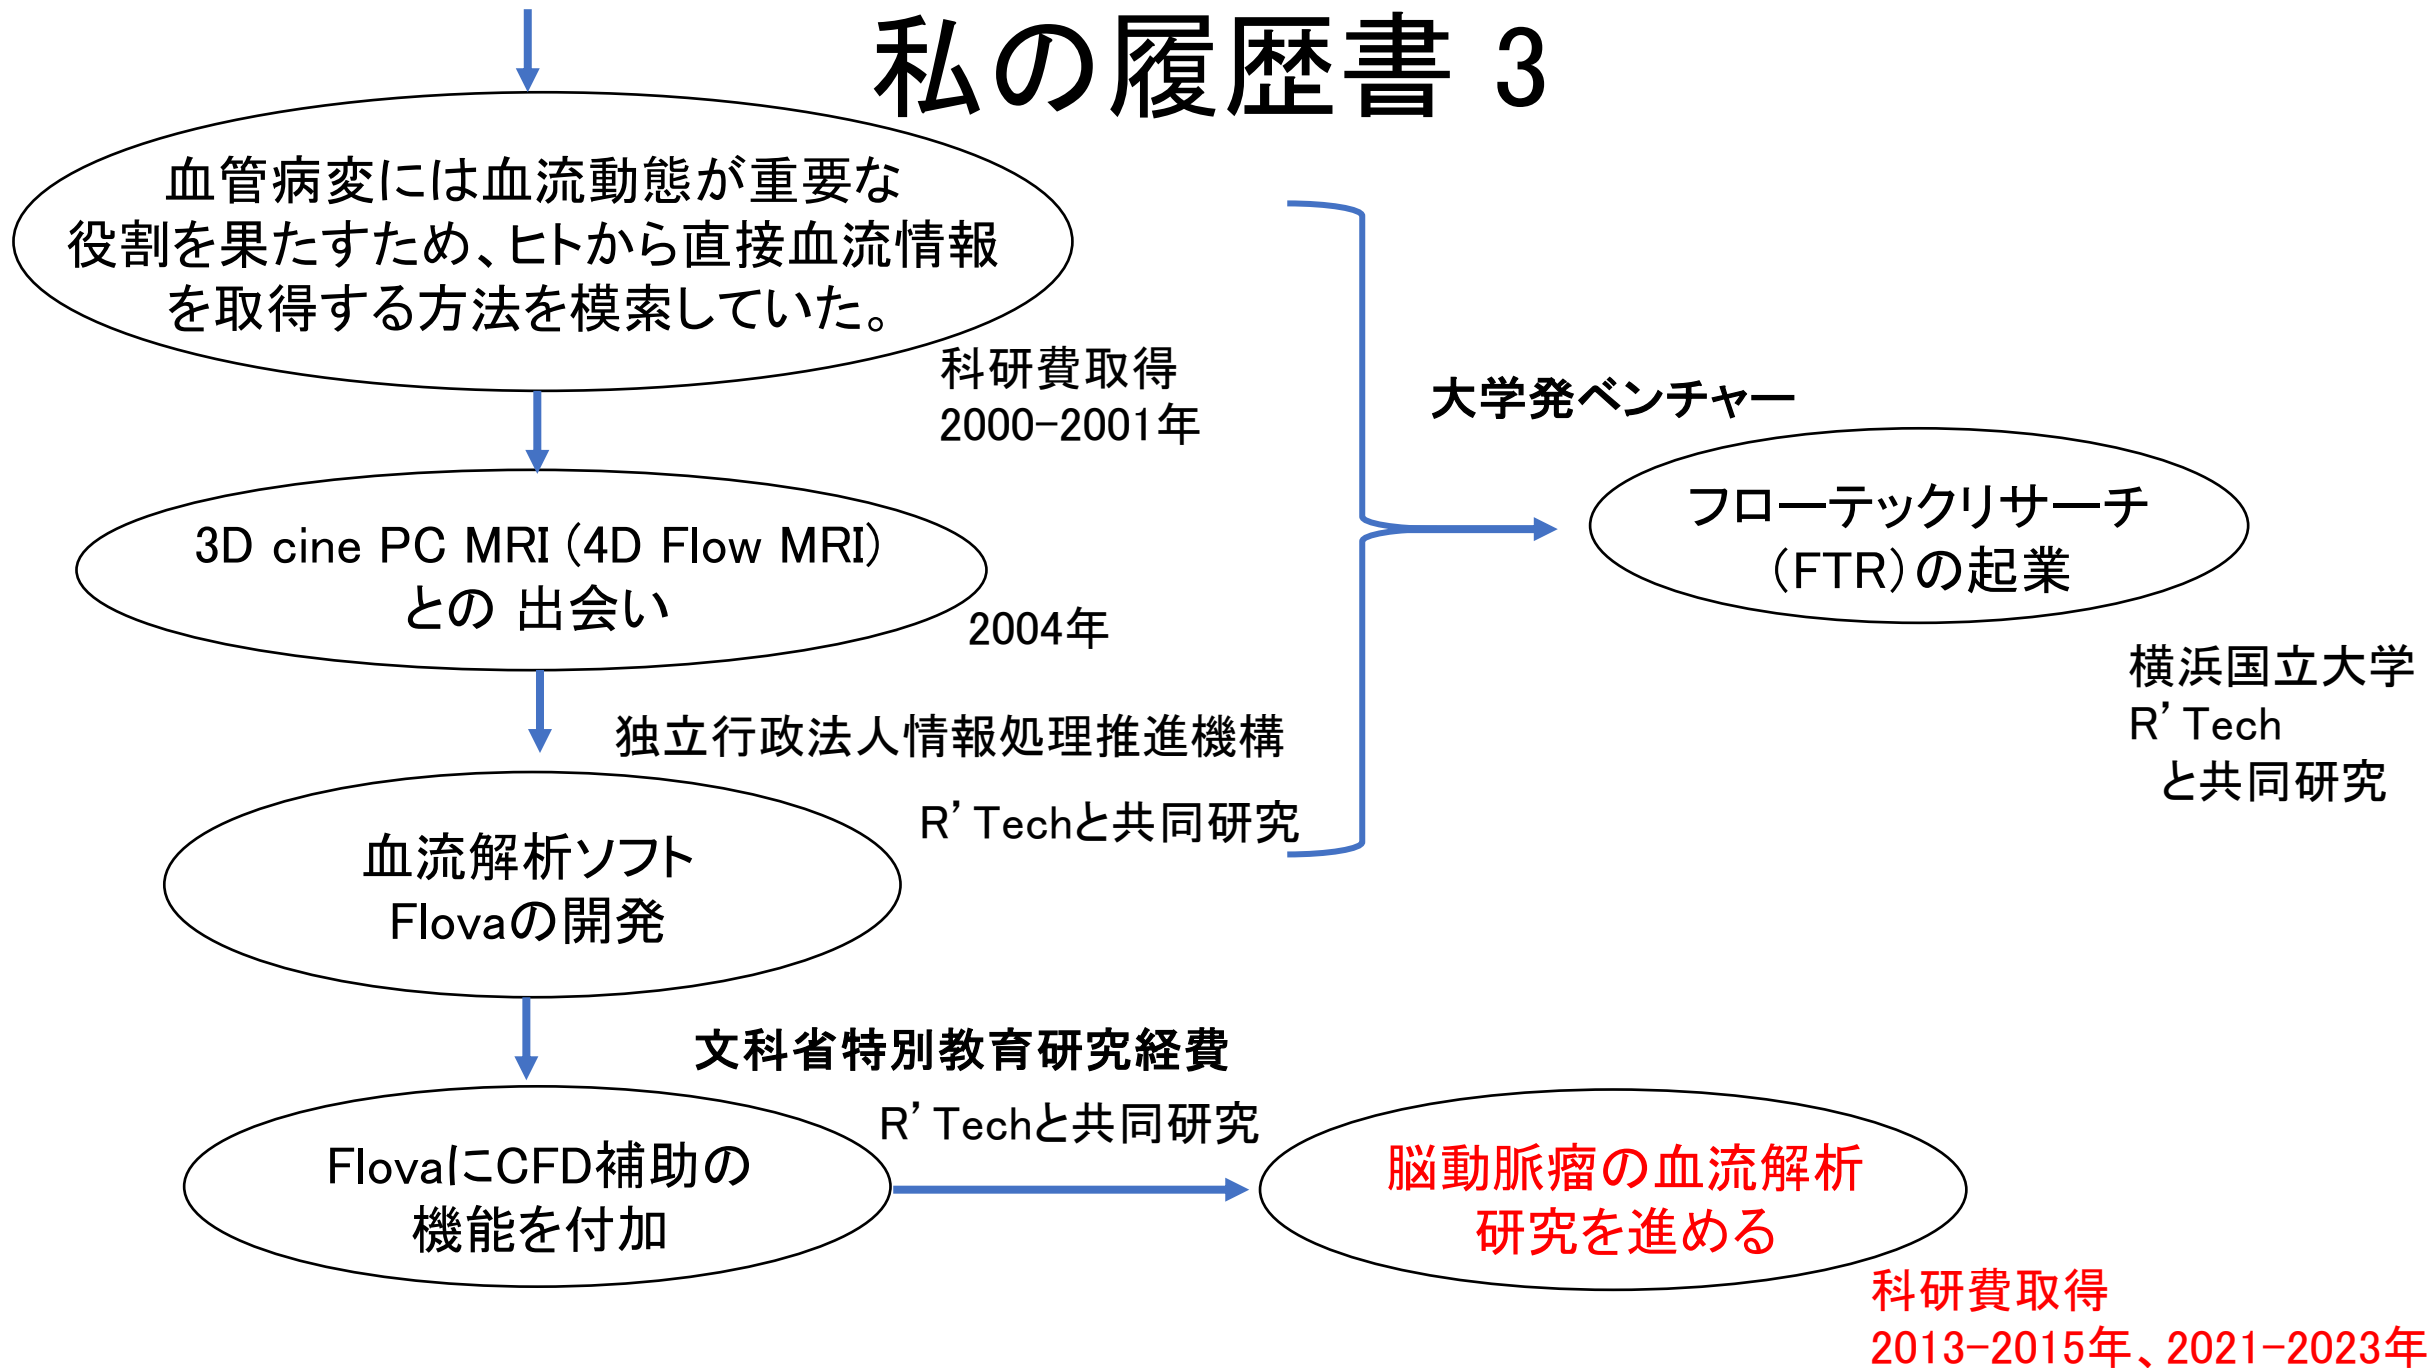 私の履歴書 3
血管病変には血流動態が重要な
役割を果たすため、ヒトから直接血流情報
を取得する方法を模索していた。
科研費取得
2000-2001年
大学発ベンチャー
フローテックリサーチ
（FTR）の起業
3D cine PC MRI (4D Flow MRI)
との 出会い
2004年
横浜国立大学
R’Tech
と共同研究
独立行政法人情報処理推進機構
R’Techと共同研究
血流解析ソフト
Flovaの開発
文科省特別教育研究経費
R’Techと共同研究
FlovaにCFD補助の
機能を付加
脳動脈瘤の血流解析
研究を進める
科研費取得
2013-2015年、2021-2023年